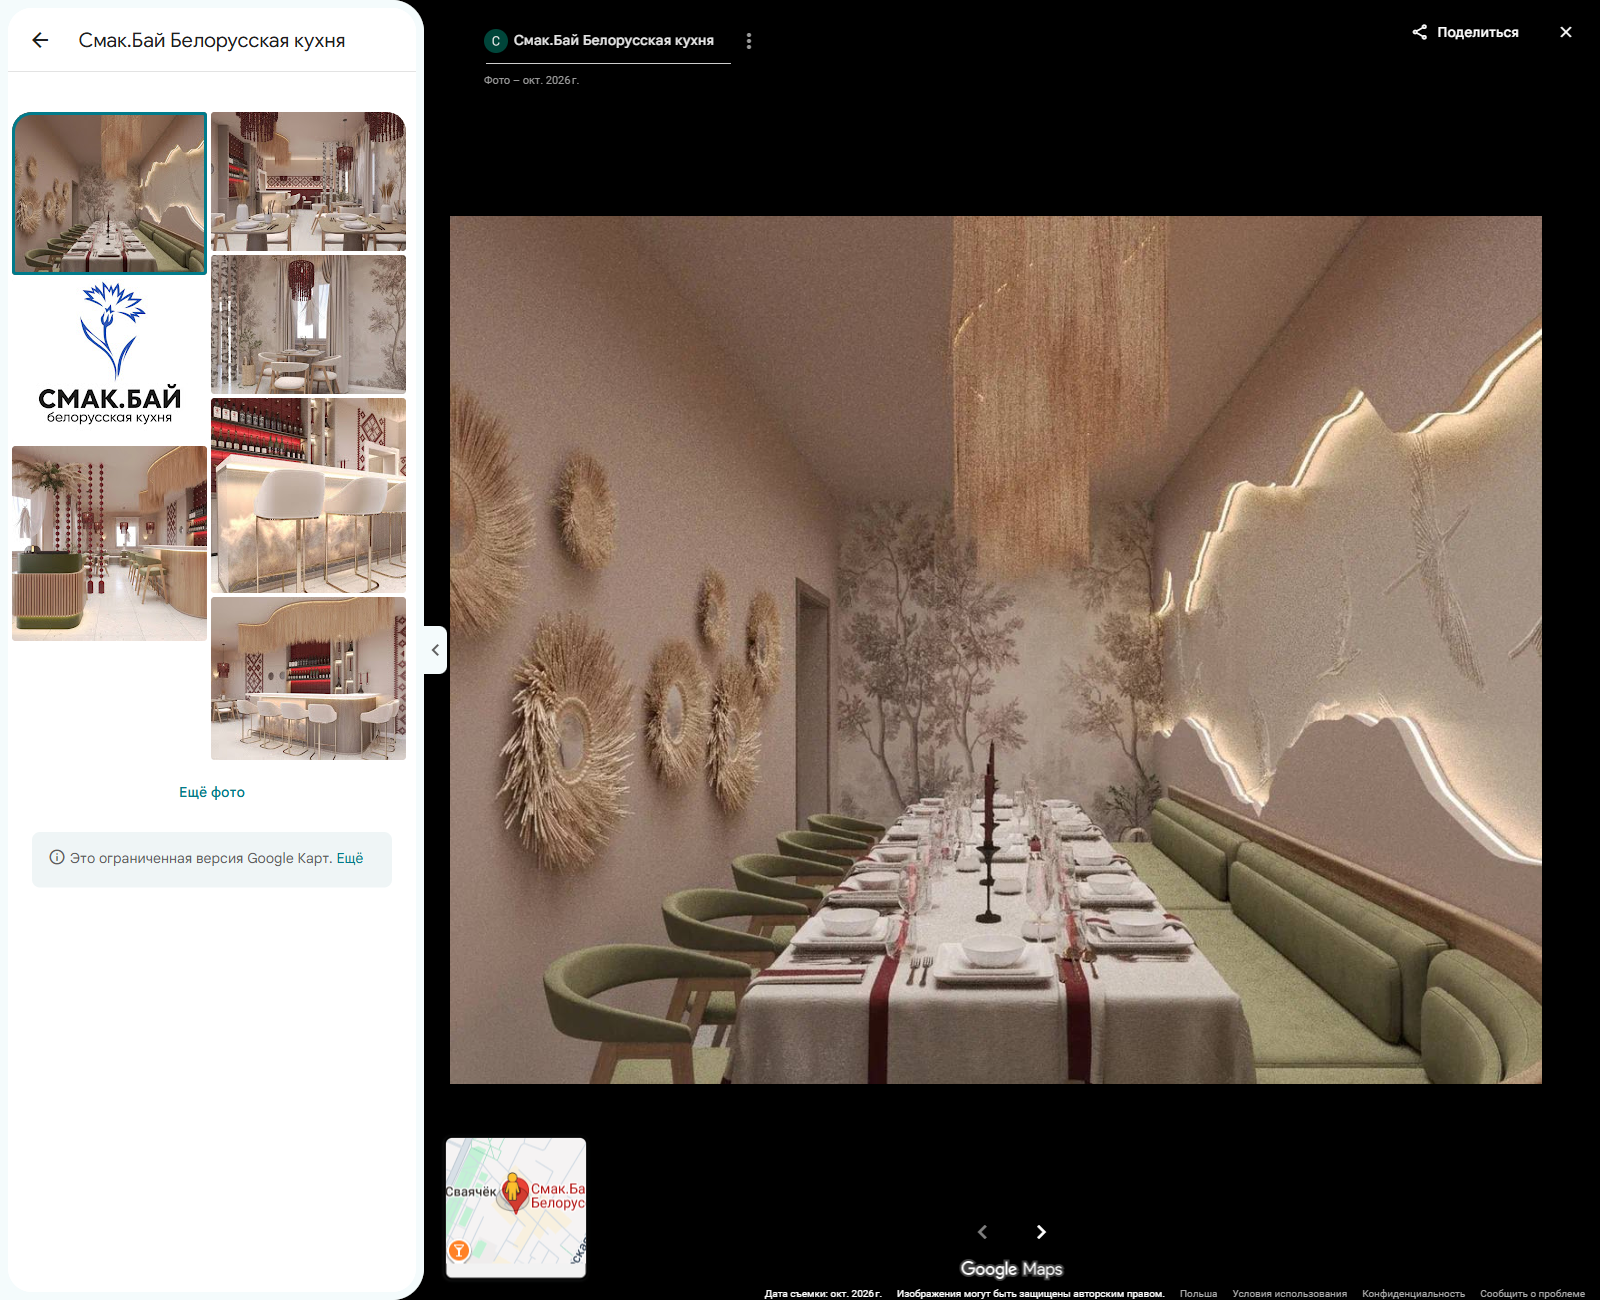 Смак.Бай Белорусская кухня
СМАК.БАЙ
белорусская кухня
Ещё фото
Это ограниченная версия Google Карт. Ещё
С Смак.Бай Белорусская кухня
Фото – окт. 2026 г.
Поделиться
Сваячёк
Смак.Ба
Белорус
ская
Google Maps
Дата съемки: окт. 2026 г. Изображения могут быть защищены авторским правом. Польша Условия использования Конфиденциальность Сообщить о проблеме